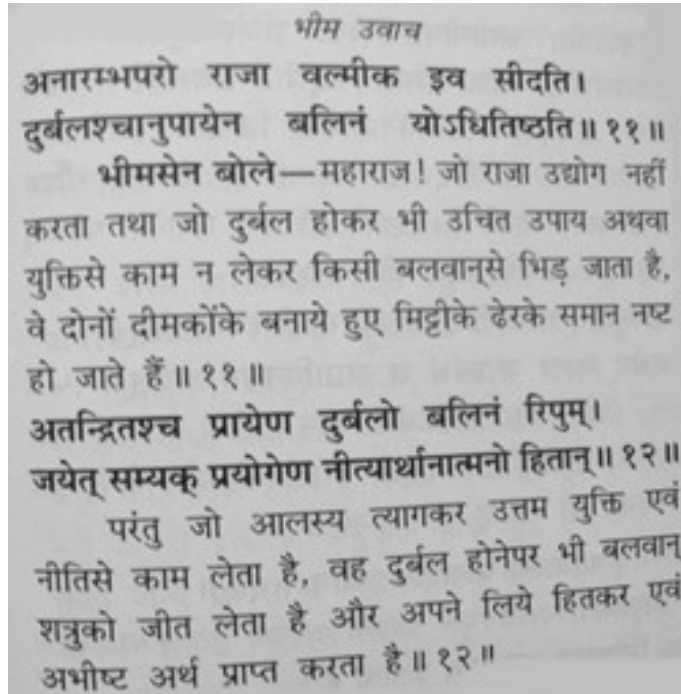 भीम उवाच
अनारम्भपरो राजा वल्मीक इव सीदति।
दुर्बलश्चानुपायेन बलिनं योऽधितिष्ठति॥ ११॥
भीमसेन बोले—महाराज! जो राजा उद्योग नहीं
करता तथा जो दुर्बल होकर भी उचित उपाय अथवा
युक्तिसे काम न लेकर किसी बलवान्‌से भिड़ जाता है,
वे दोनों दीमकोंके बनाये हुए मिट्टीके ढेरके समान नष्ट
हो जाते हैं॥ ११॥
अतन्द्रितश्च प्रायेण दुर्बलो बलिनं रिपुम्।
जयेत् सम्यक् प्रयोगेण नीत्यार्थानात्मनो हितान्॥ १२॥
परंतु जो आलस्य त्यागकर उत्तम युक्ति एवं
नीतिसे काम लेता है, वह दुर्बल होनेपर भी बलवान्
शत्रुको जीत लेता है और अपने लिये हितकर एवं
अभीष्ट अर्थ प्राप्त करता है॥ १२॥